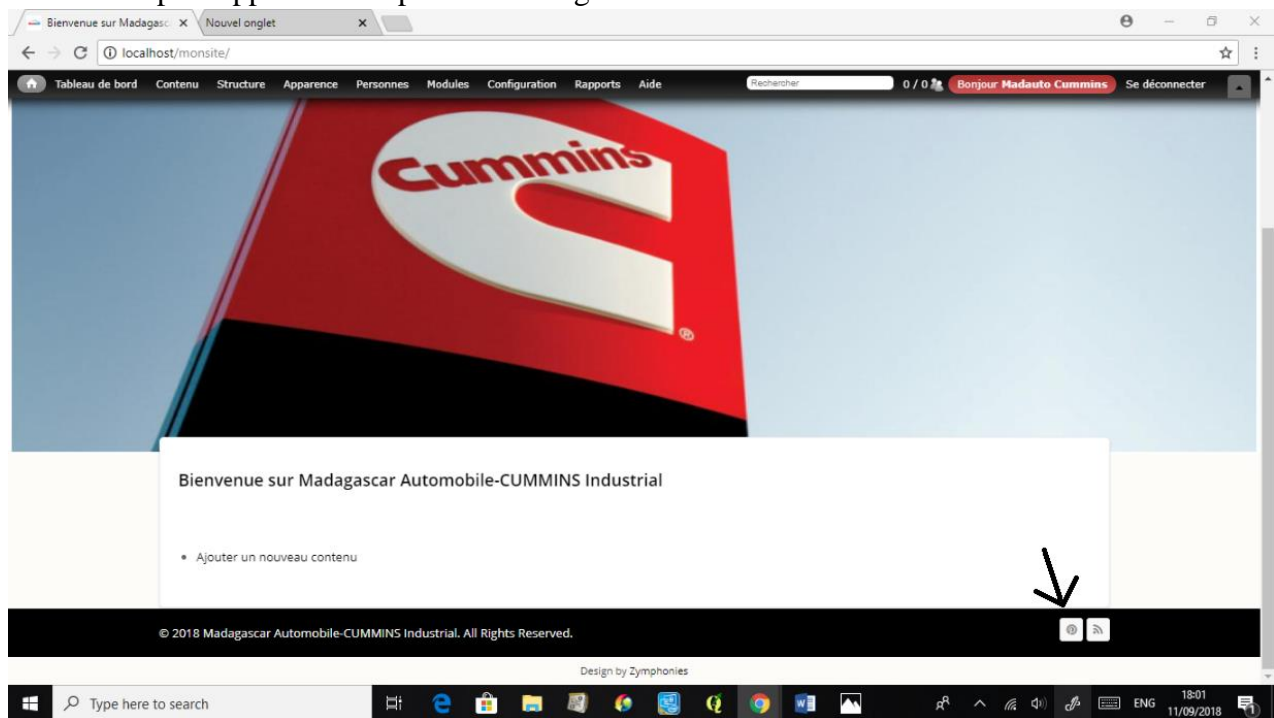 Bienvenue sur Madagasc
Nouvel onglet
localhost/monsite/
Tableau de bord Contenu Structure Apparence Personnes Modules Configuration Rapports Aide Rechercher 0 / 0 Bonjour Madauto Cummins Se déconnecter
Cummins
®
Bienvenue sur Madagascar Automobile-CUMMINS Industrial
Ajouter un nouveau contenu
© 2018 Madagascar Automobile-CUMMINS Industrial. All Rights Reserved.
Design by Zymphonies
Type here to search
ENG
18:01
11/09/2018